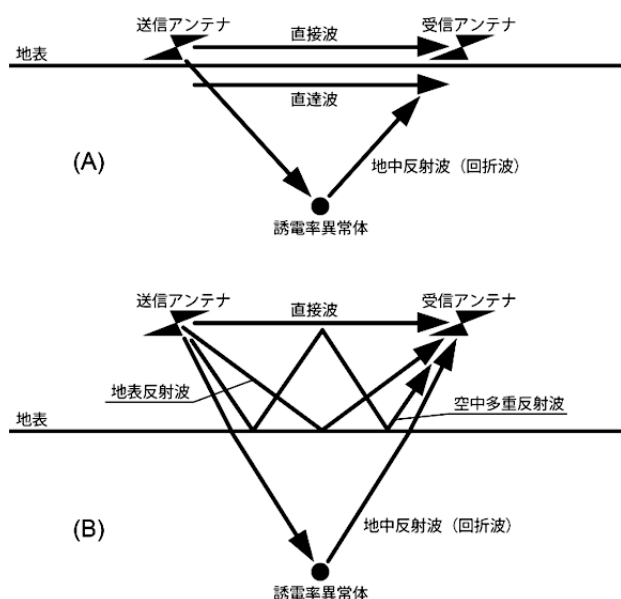 送信アンテナ
受信アンテナ
直接波
地表
直達波
(A)
地中反射波（回折波）
誘電率異常体
送信アンテナ
受信アンテナ
直接波
地表反射波
空中多重反射波
地表
地中反射波（回折波）
(B)
誘電率異常体